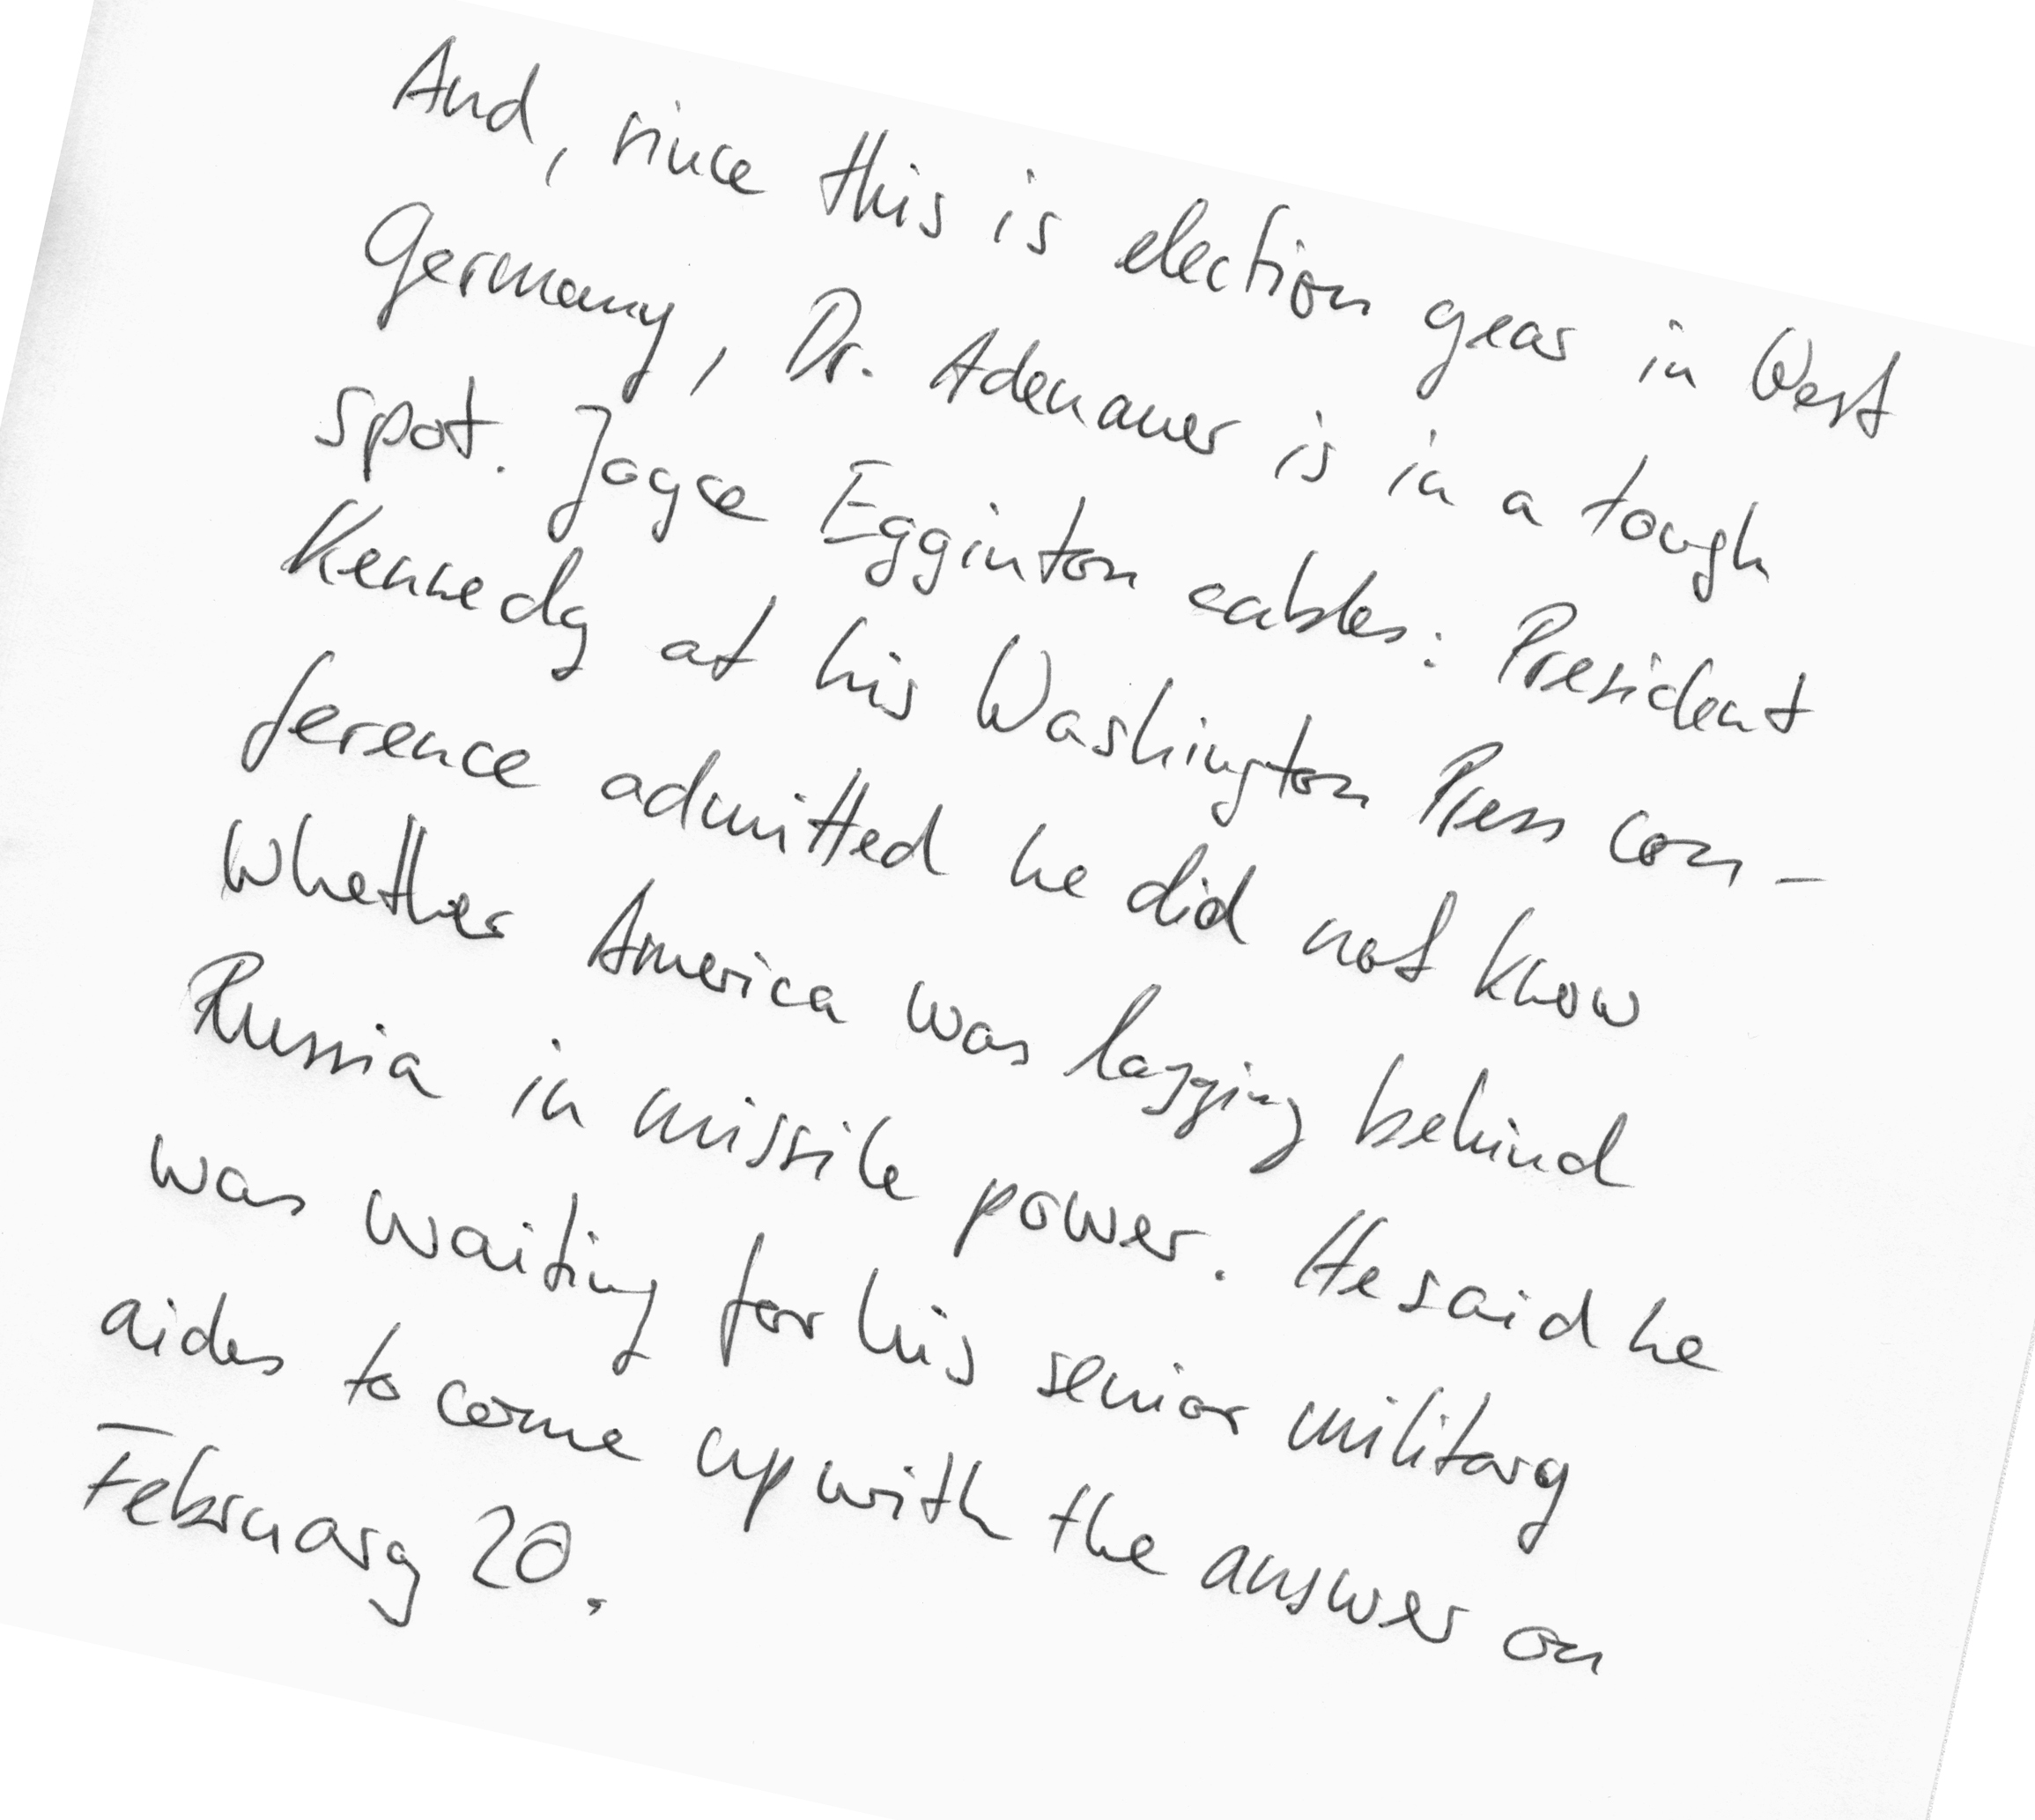 And, since this is election year in West
Germany, Dr. Adenauer is in a tough
spot. Joyce Egginton cables: President
Kennedy at his Washington Press con-
ference admitted he did not know
whether America was lagging behind
Russia in missile power. He said he
was waiting for his senior military
aides to come up with the answer on
February 20.